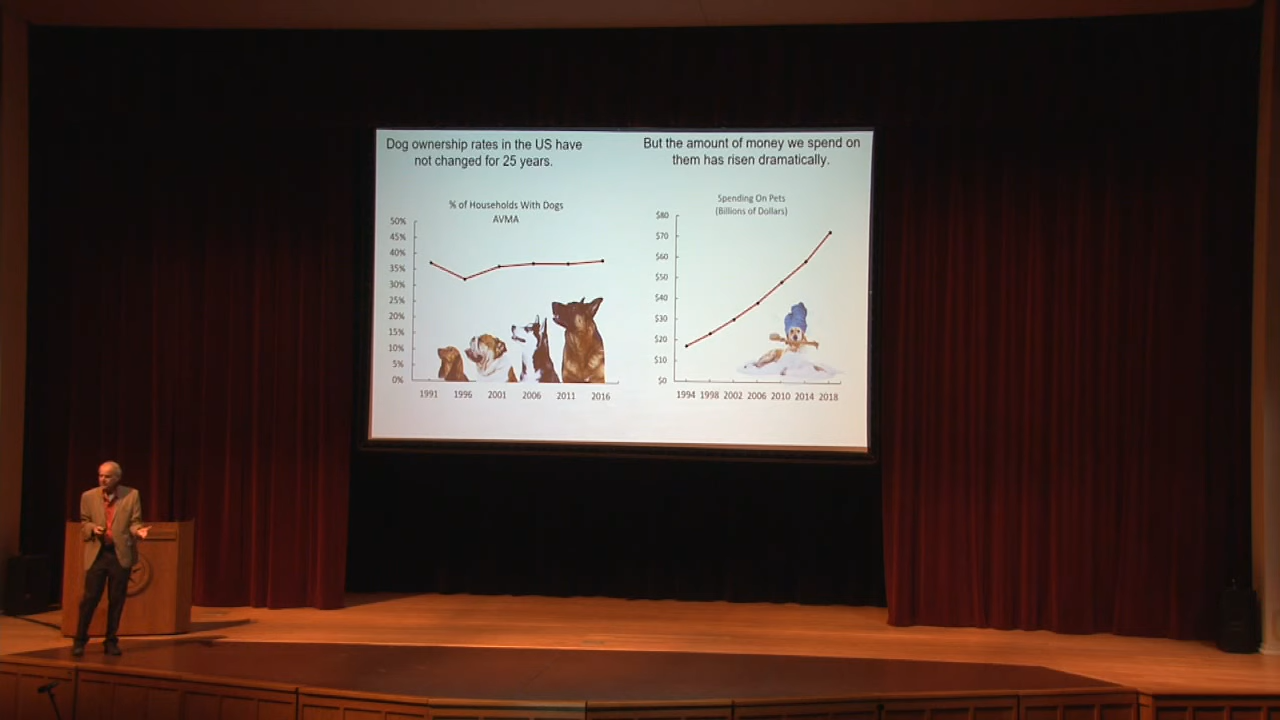 Dog ownership rates in the US have
not changed for 25 years.
% of Households With Dogs
AVMA
50%
45%
40%
35%
30%
25%
20%
15%
10%
5%
0%
1991 1996 2001 2006 2011 2016
But the amount of money we spend on
them has risen dramatically.
Spending On Pets
(Billions of Dollars)
$80
$70
$60
$50
$40
$30
$20
$10
$0
1994 1998 2002 2006 2010 2014 2018